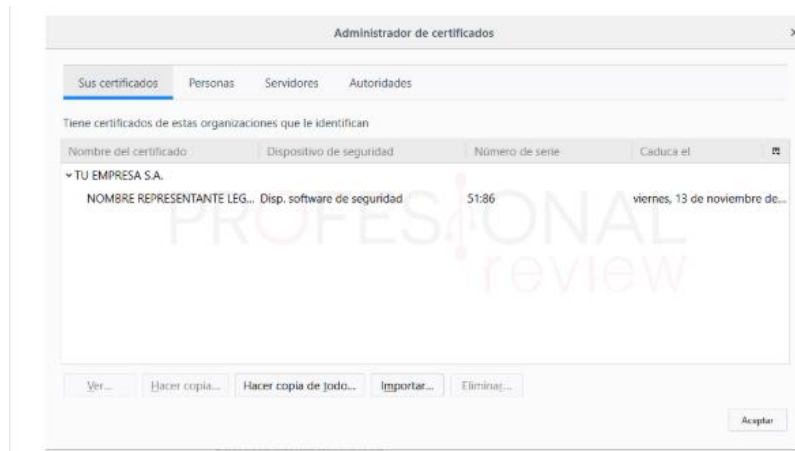 Administrador de certificados
Sus certificados Personas Servidores Autoridades
Tiene certificados de estas organizaciones que le identifican
Nombre del certificado Dispositivo de seguridad Número de serie Caduca el
TU EMPRESA S.A.
NOMBRE REPRESENTANTE LEG... Disp. software de seguridad 51:86 viernes, 13 de noviembre de...
PROFESIONAL
review
Ver... Hacer copia... Hacer copia de todo... Importar... Eliminar...
Aceptar